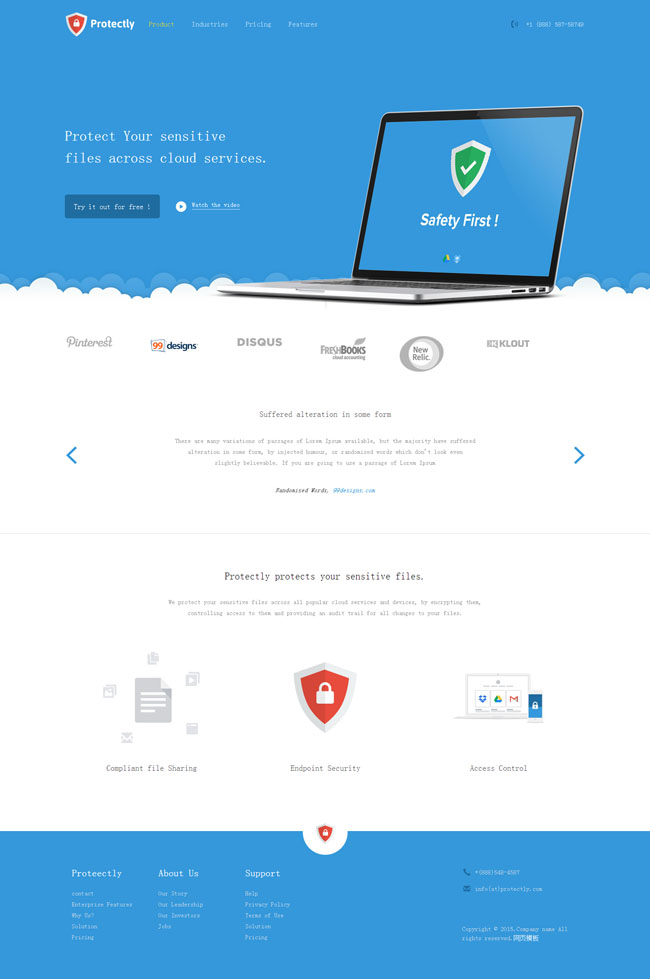 Protectly
Product Industries Pricing Features
Protect Your sensitive
files across cloud services.
Try it out for free !
Watch the video
Safety First !
Pinterest
99designs
DISQUS
FRESHBOOKS
cloud accounting
New
Relic.
KLOUT
Suffered alteration in some form
There are many variations of passages of Lorem Ipsum available, but the majority have suffered
alteration in some form, by injected humour, or randomised words which don't look even
slightly believable. If you are going to use a passage of Lorem Ipsum
Randomised Words, 99designs.com
Protectly protects your sensitive files.
We protect your sensitive files across all popular cloud services and devices, by encrypting them,
controlling access to them and providing an audit trail for all changes to your files.
Compliant file Sharing
Endpoint Security
Access Control
Proteectly
contact
Enterprise Features
Why Us?
Solution
Pricing
About Us
Our Story
Our Leadership
Our Investors
Jobs
Support
Help
Privacy Policy
Terms of Use
Solution
Pricing
+(888)649-4587
info(at)protectly.com
Copyright © 2015.Company name All
rights reserved.网页模板